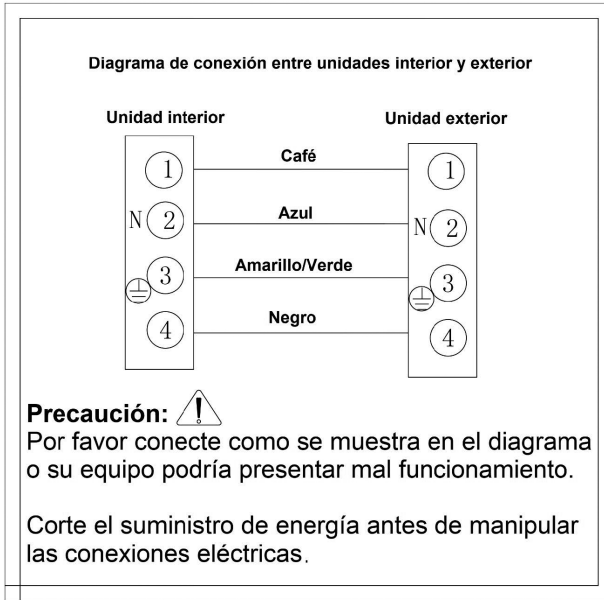 Diagrama de conexión entre unidades interior y exterior
Unidad interior
Unidad exterior
1 Café 1
N 2 Azul N 2
3 Amarillo/Verde 3
4 Negro 4
Precaución:
Por favor conecte como se muestra en el diagrama
o su equipo podría presentar mal funcionamiento.
Corte el suministro de energía antes de manipular
las conexiones eléctricas.